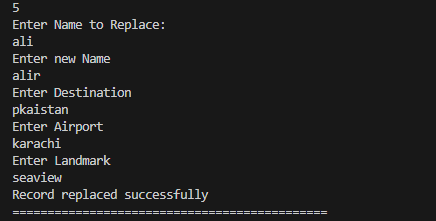 5
Enter Name to Replace:
ali
Enter new Name
alir
Enter Destination
pkaistan
Enter Airport
karachi
Enter Landmark
seaview
Record replaced successfully
=============================================